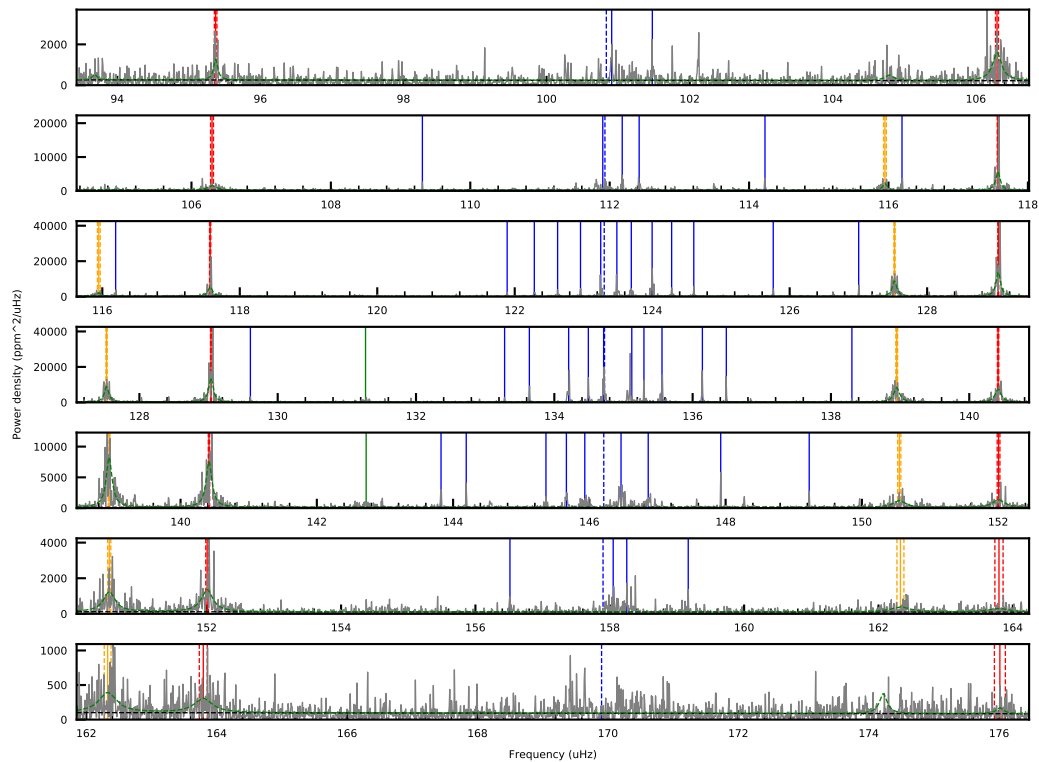 2000
0
94 96 98 100 102 104 106
20000
10000
0
106 108 110 112 114 116 118
40000
20000
0
116 118 120 122 124 126 128
Power density (ppm^2/uHz)
40000
20000
0
128 130 132 134 136 138 140
10000
5000
0
140 142 144 146 148 150 152
4000
2000
0
152 154 156 158 160 162 164
1000
500
0
162 164 166 168 170 172 174 176
Frequency (uHz)